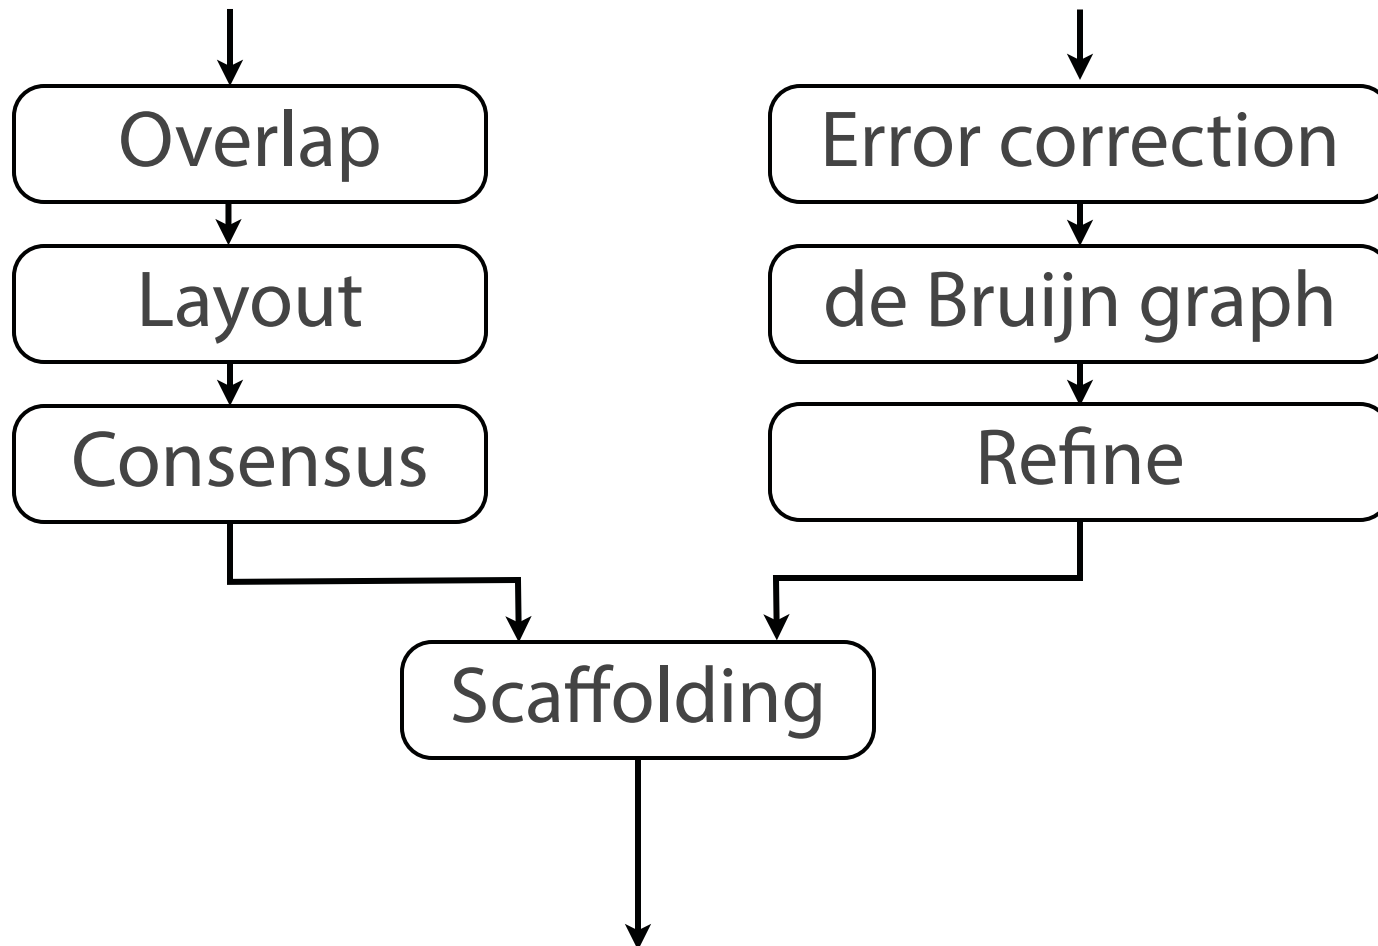 Overlap
Layout
Consensus
Error correction
de Bruijn graph
Refine
Scaffolding